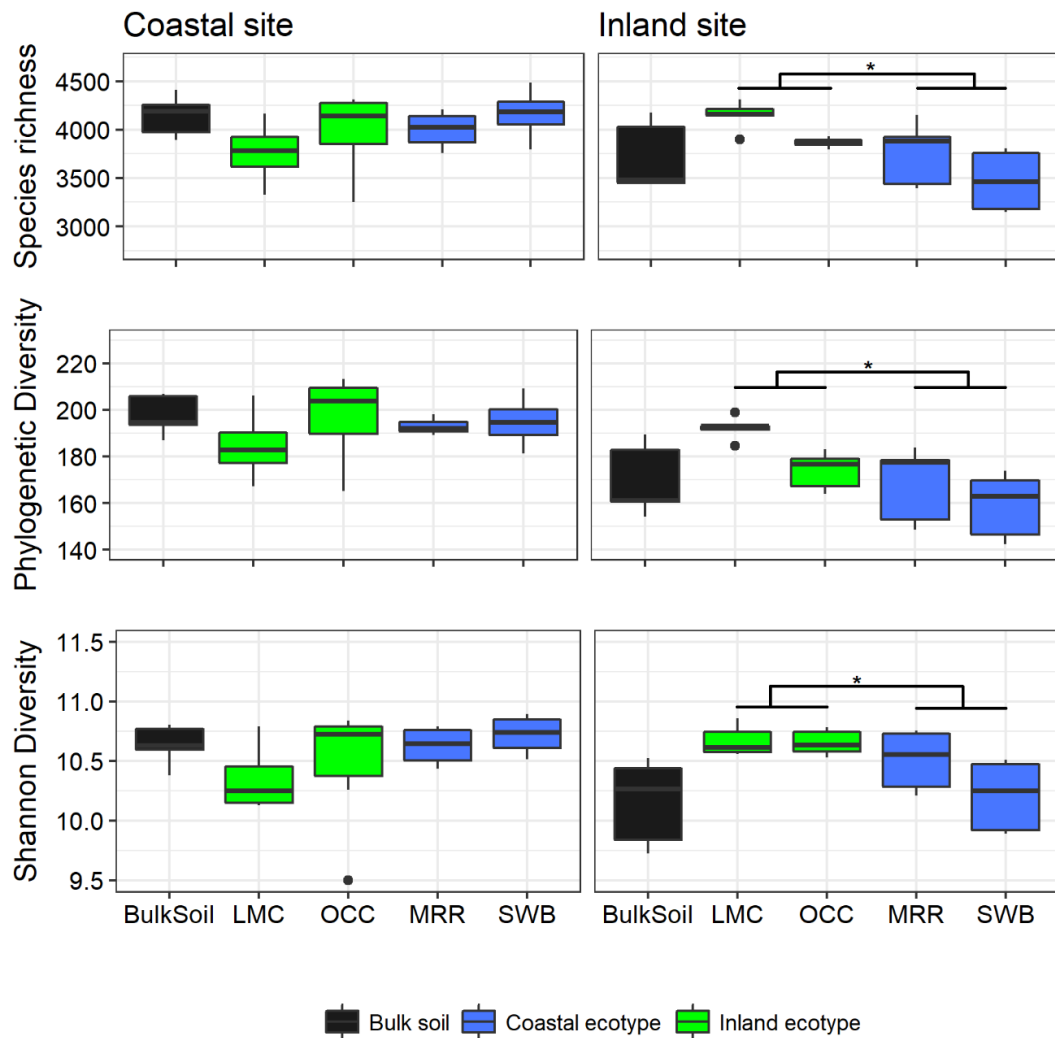 Coastal site
Inland site
Species richness
4500
4000
3500
3000
*
Phylogenetic Diversity
220
200
180
160
140
*
Shannon Diversity
11.5
11.0
10.5
10.0
9.5
*
BulkSoil LMC OCC MRR SWB
BulkSoil LMC OCC MRR SWB
Bulk soil Coastal ecotype Inland ecotype